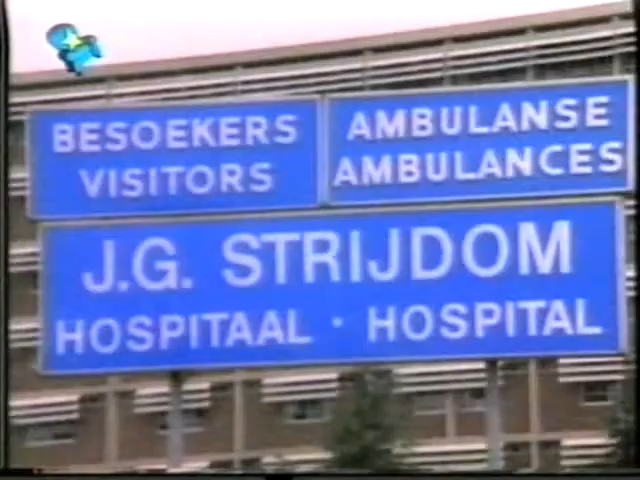 BESOEKERS
VISITORS
AMBULANSE
AMBULANCES
J.G. STRIJDOM
HOSPITAAL · HOSPITAL